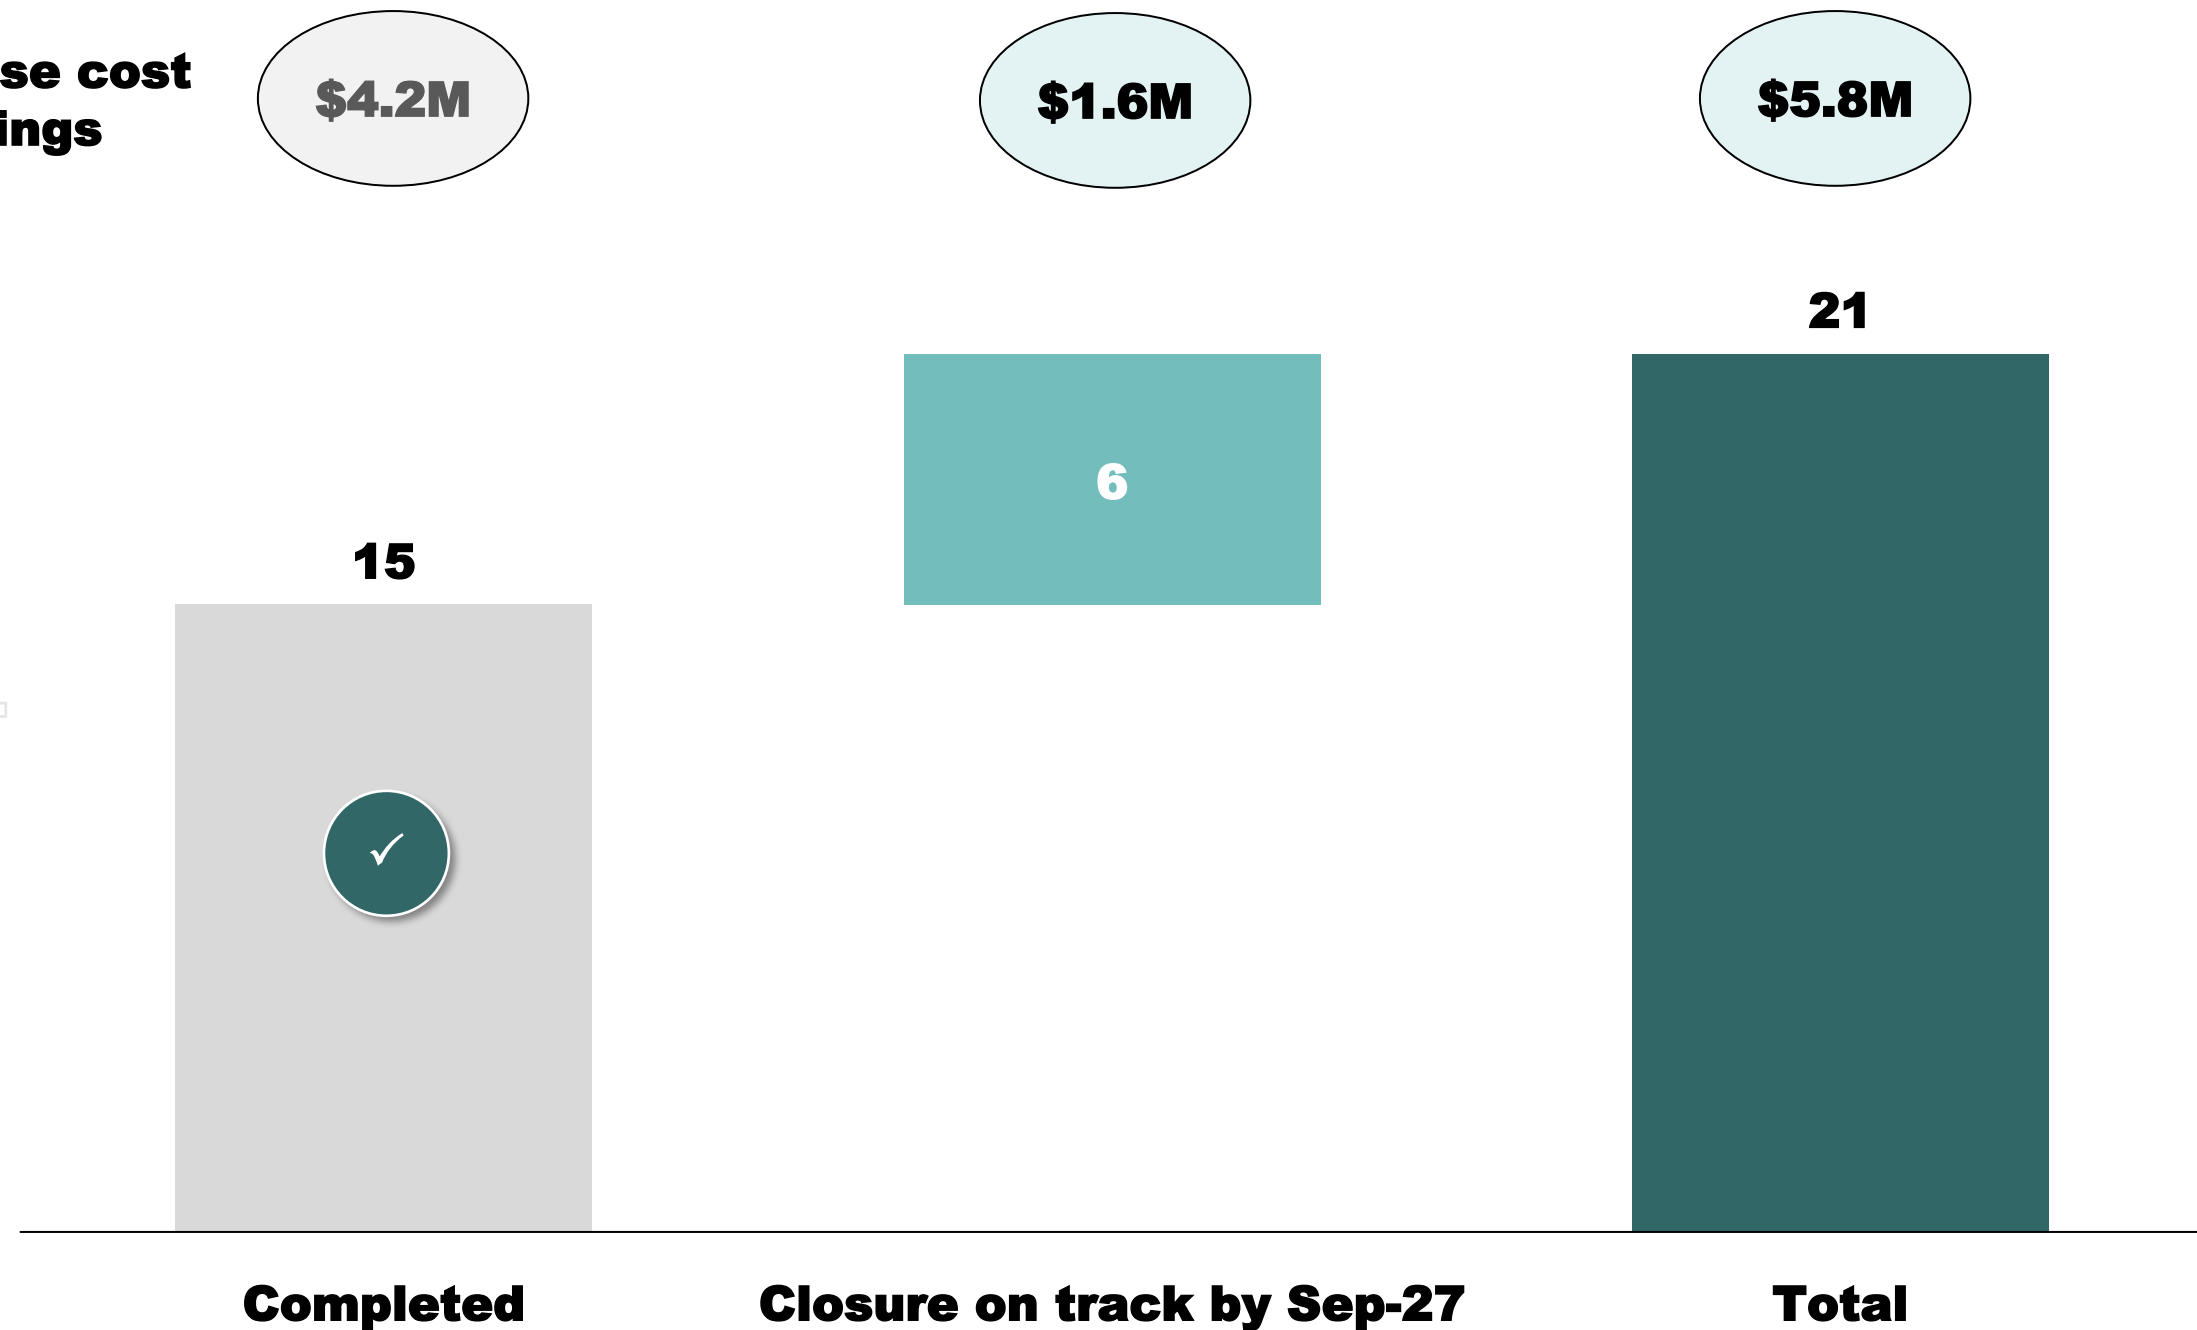 se cost
ings
$4.2M
$1.6M
$5.8M
21
6
15
✓
Completed
Closure on track by Sep-27
Total